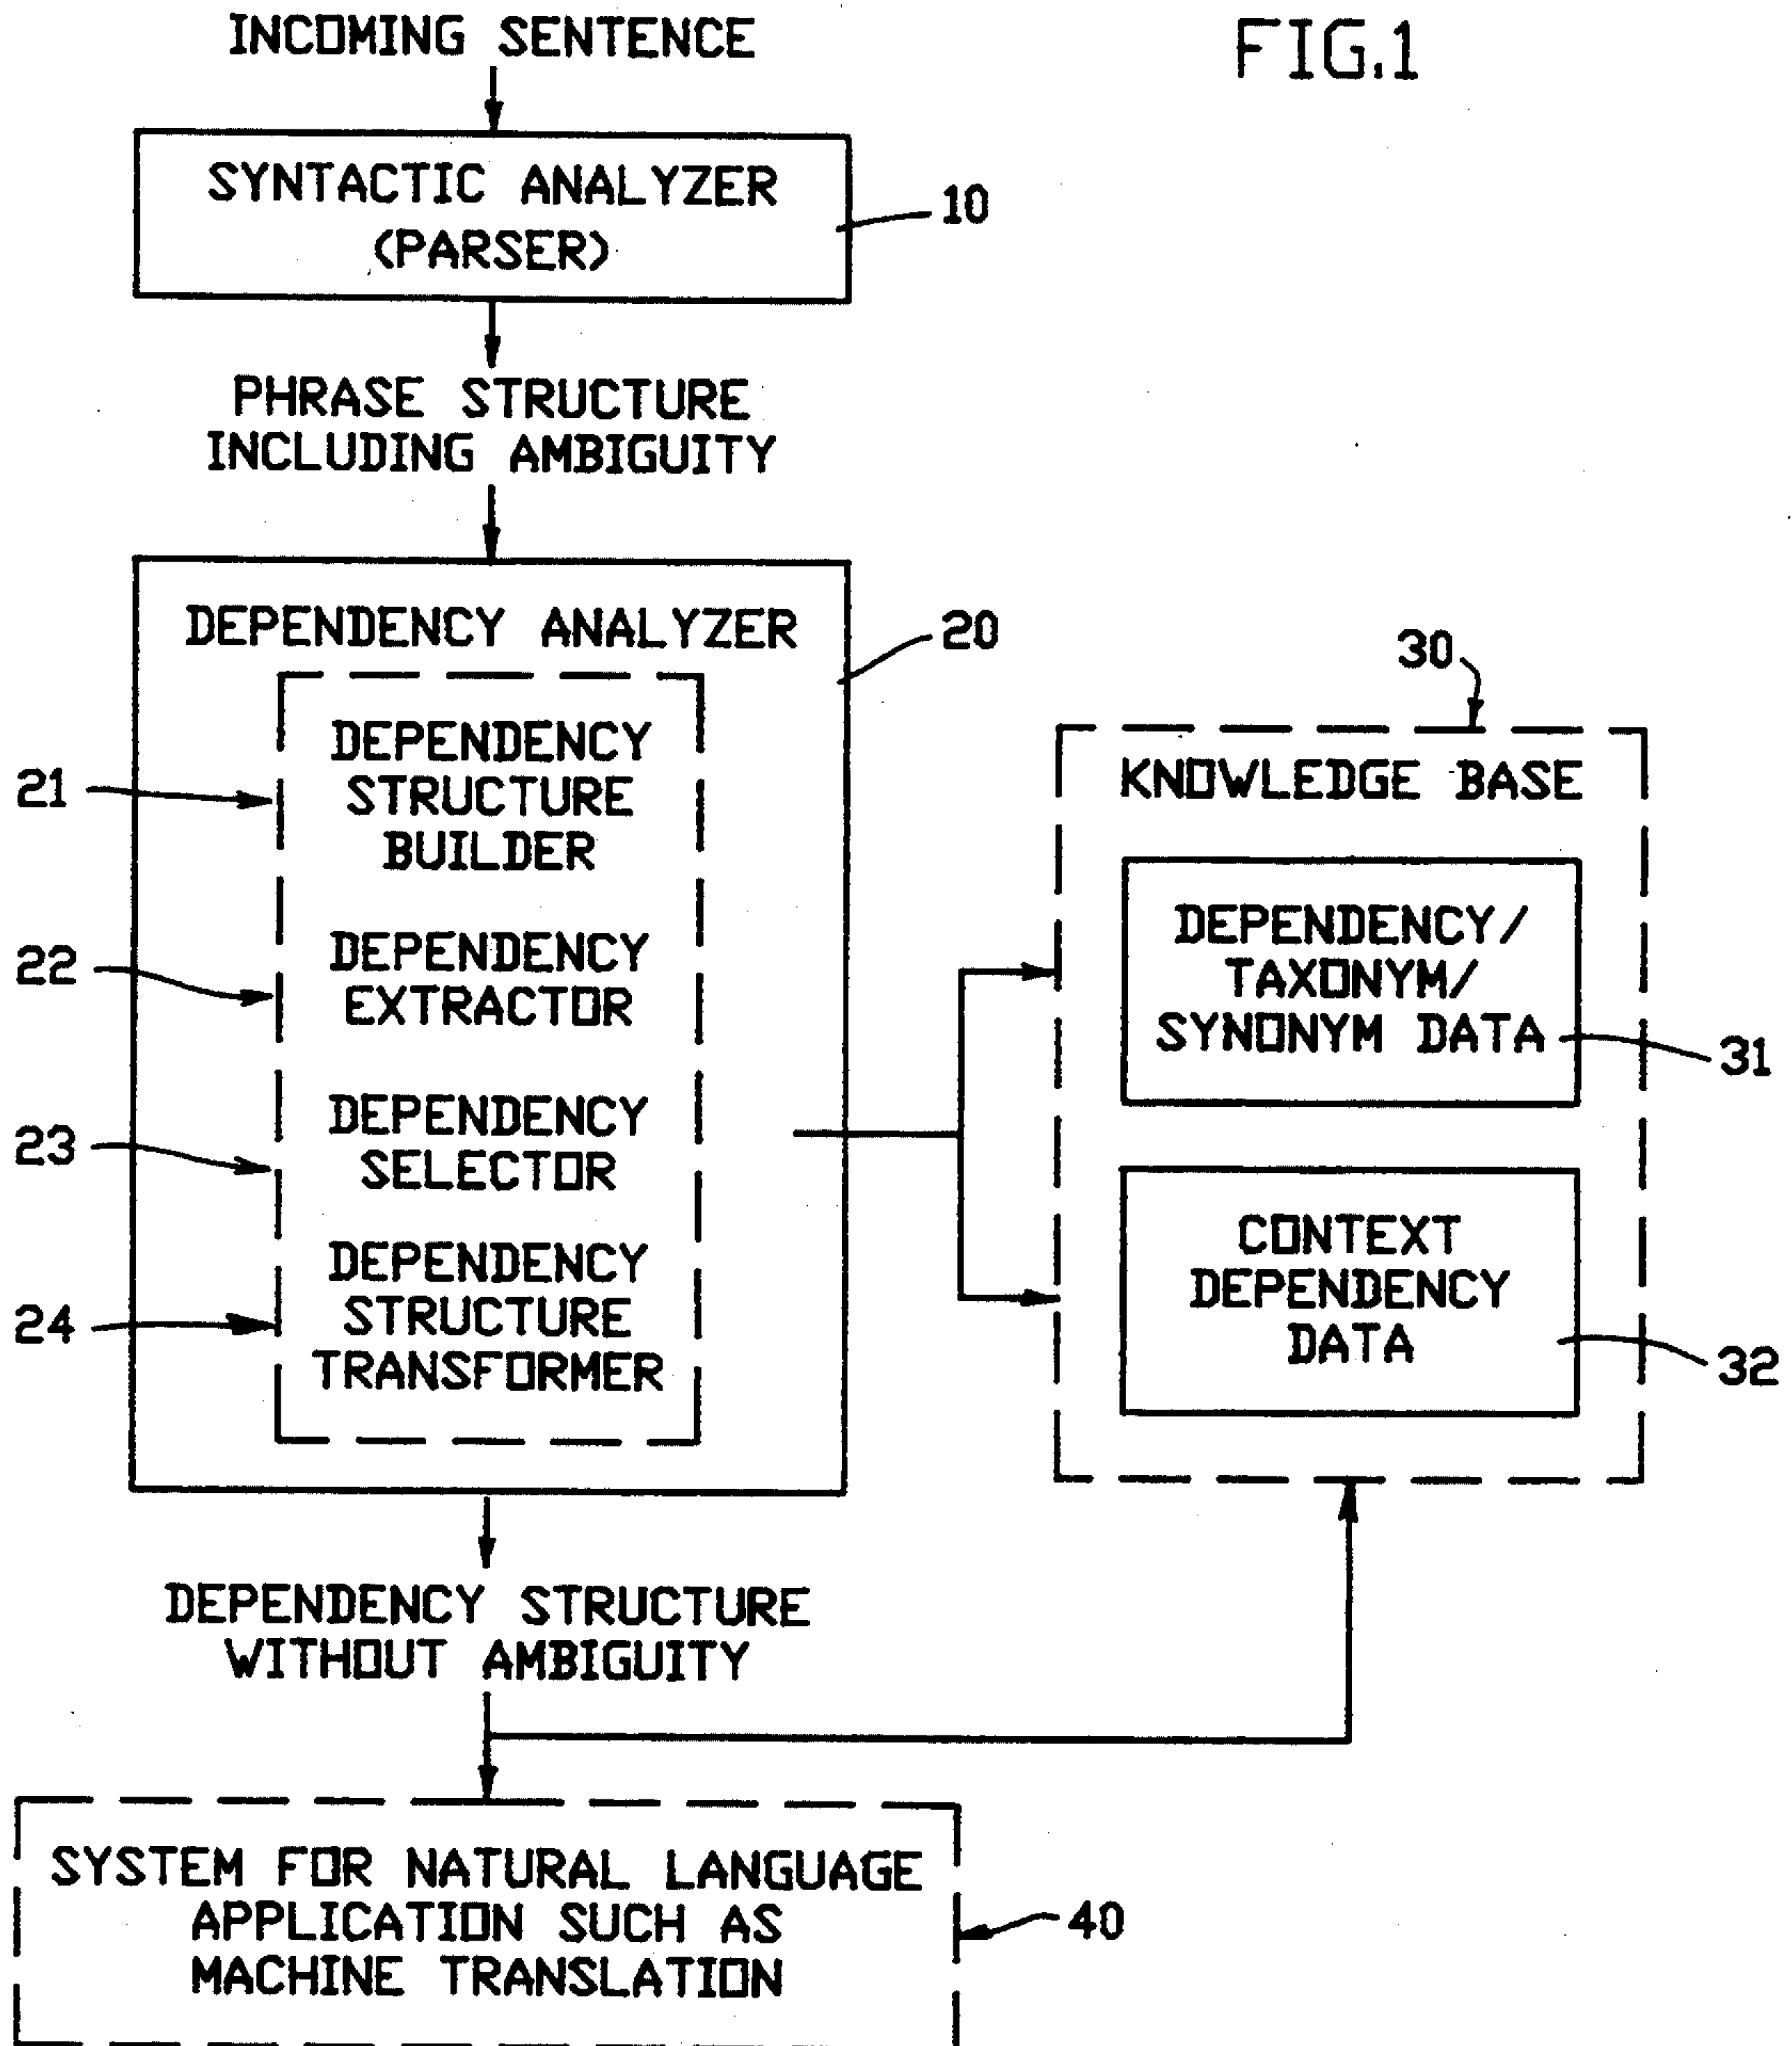 FIG.1
INCOMING SENTENCE
SYNTACTIC ANALYZER
(PARSER)
10
PHRASE STRUCTURE
INCLUDING AMBIGUITY
DEPENDENCY ANALYZER
20
DEPENDENCY
STRUCTURE
BUILDER
21
DEPENDENCY
EXTRACTOR
22
DEPENDENCY
SELECTOR
23
DEPENDENCY
STRUCTURE
TRANSFORMER
24
30
KNOWLEDGE BASE
DEPENDENCY/
TAXONYM/
SYNONYM DATA
31
CONTEXT
DEPENDENCY
DATA
32
DEPENDENCY STRUCTURE
WITHOUT AMBIGUITY
SYSTEM FOR NATURAL LANGUAGE
APPLICATION SUCH AS
MACHINE TRANSLATION
40